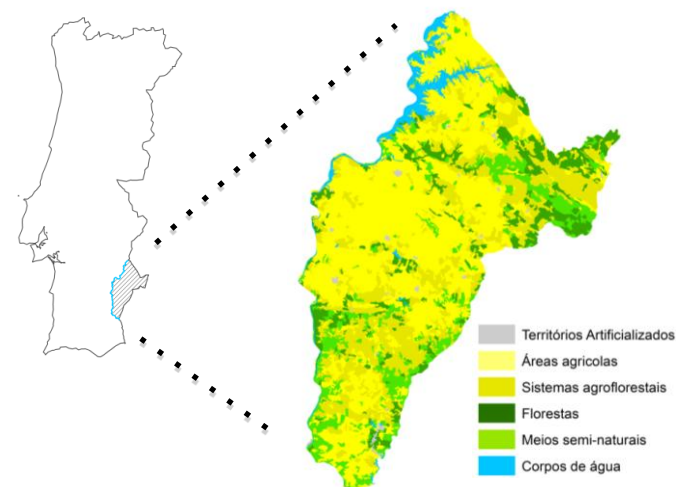 Territórios Artificializados
Áreas agricolas
Sistemas agroflorestais
Florestas
Meios semi-naturais
Corpos de água